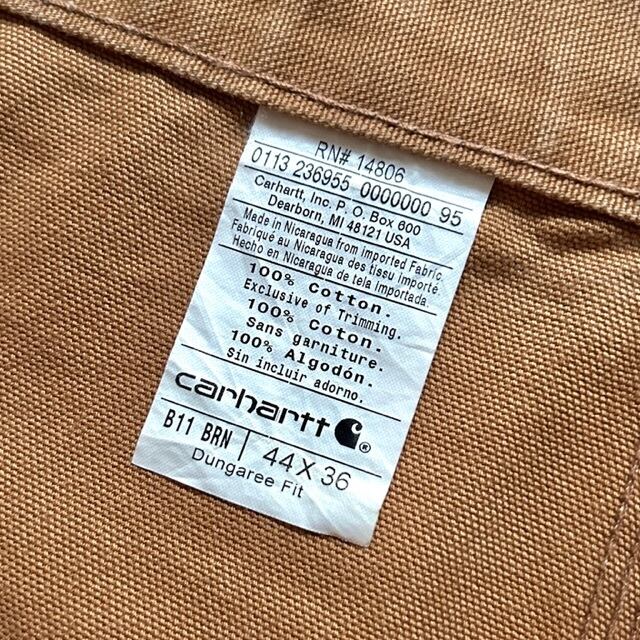 RN# 14806
0113 236955 0000000 95
Carhartt, Inc. P. O. Box 600
Dearborn, MI 48121 USA
Made in Nicaragua from Imported Fabric.
Fabriqué au Nicaragua des tissu Importé.
Hecho en Nicaragua de tela Importada.
100% Cotton.
Exclusive of Trimming.
100% Coton.
Sans garniture.
100% Algodón.
Sin incluir adorno.
carhartt ®
B11 BRN | 44 X 36
Dungaree Fit